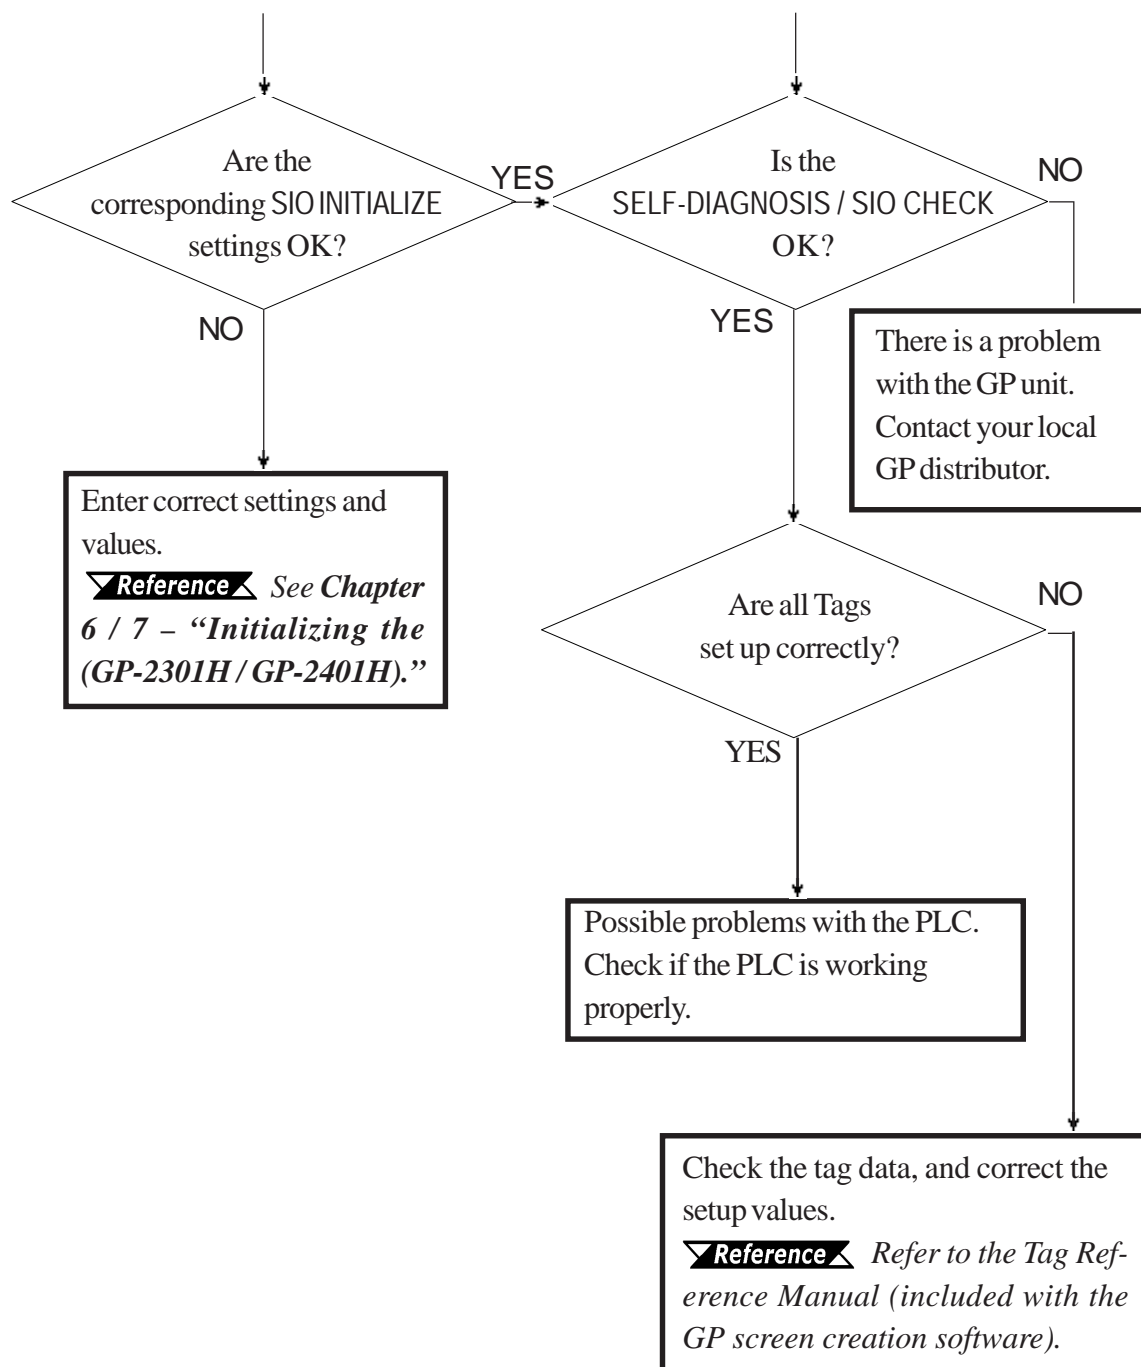 Are the
corresponding SIO INITIALIZE
settings OK?
YES
Is the
SELF-DIAGNOSIS / SIO CHECK
OK?
NO
NO
YES
There is a problem
with the GP unit.
Contact your local
GP distributor.
Enter correct settings and
values.
Reference See Chapter
6 / 7 – “Initializing the
(GP-2301H / GP-2401H).”
Are all Tags
set up correctly?
NO
YES
Possible problems with the PLC.
Check if the PLC is working
properly.
Check the tag data, and correct the
setup values.
Reference Refer to the Tag Ref-
erence Manual (included with the
GP screen creation software).